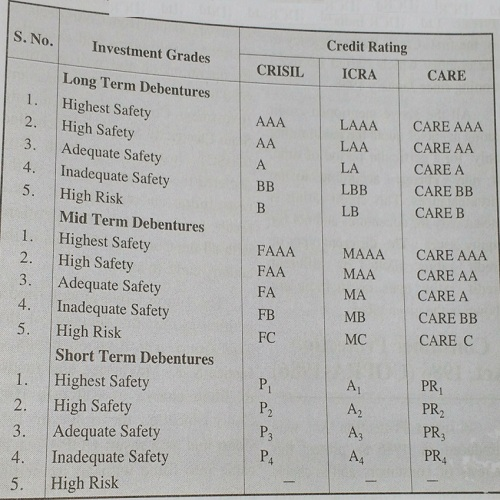 S. No. Investment Grades Credit Rating
CRISIL ICRA CARE
Long Term Debentures
1. Highest Safety AAA LAAA CARE AAA
2. High Safety AA LAA CARE AA
3. Adequate Safety A LA CARE A
4. Inadequate Safety BB LBB CARE BB
5. High Risk B LB CARE B
Mid Term Debentures
1. Highest Safety FAAA MAAA CARE AAA
2. High Safety FAA MAA CARE AA
3. Adequate Safety FA MA CARE A
4. Inadequate Safety FB MB CARE BB
5. High Risk FC MC CARE C
Short Term Debentures
1. Highest Safety P₁ A₁ PR₁
2. High Safety P₂ A₂ PR₂
3. Adequate Safety P₃ A₃ PR₃
4. Inadequate Safety P₄ A₄ PR₄
5. High Risk — — —